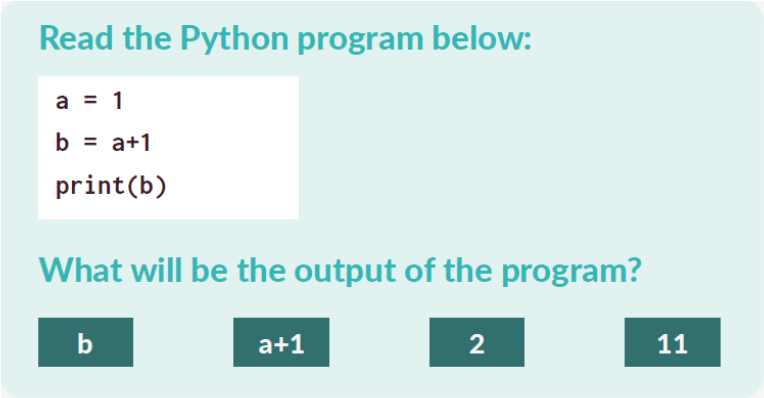 Read the Python program below:
a = 1
b = a+1
print(b)
What will be the output of the program?
b a+1 2 11